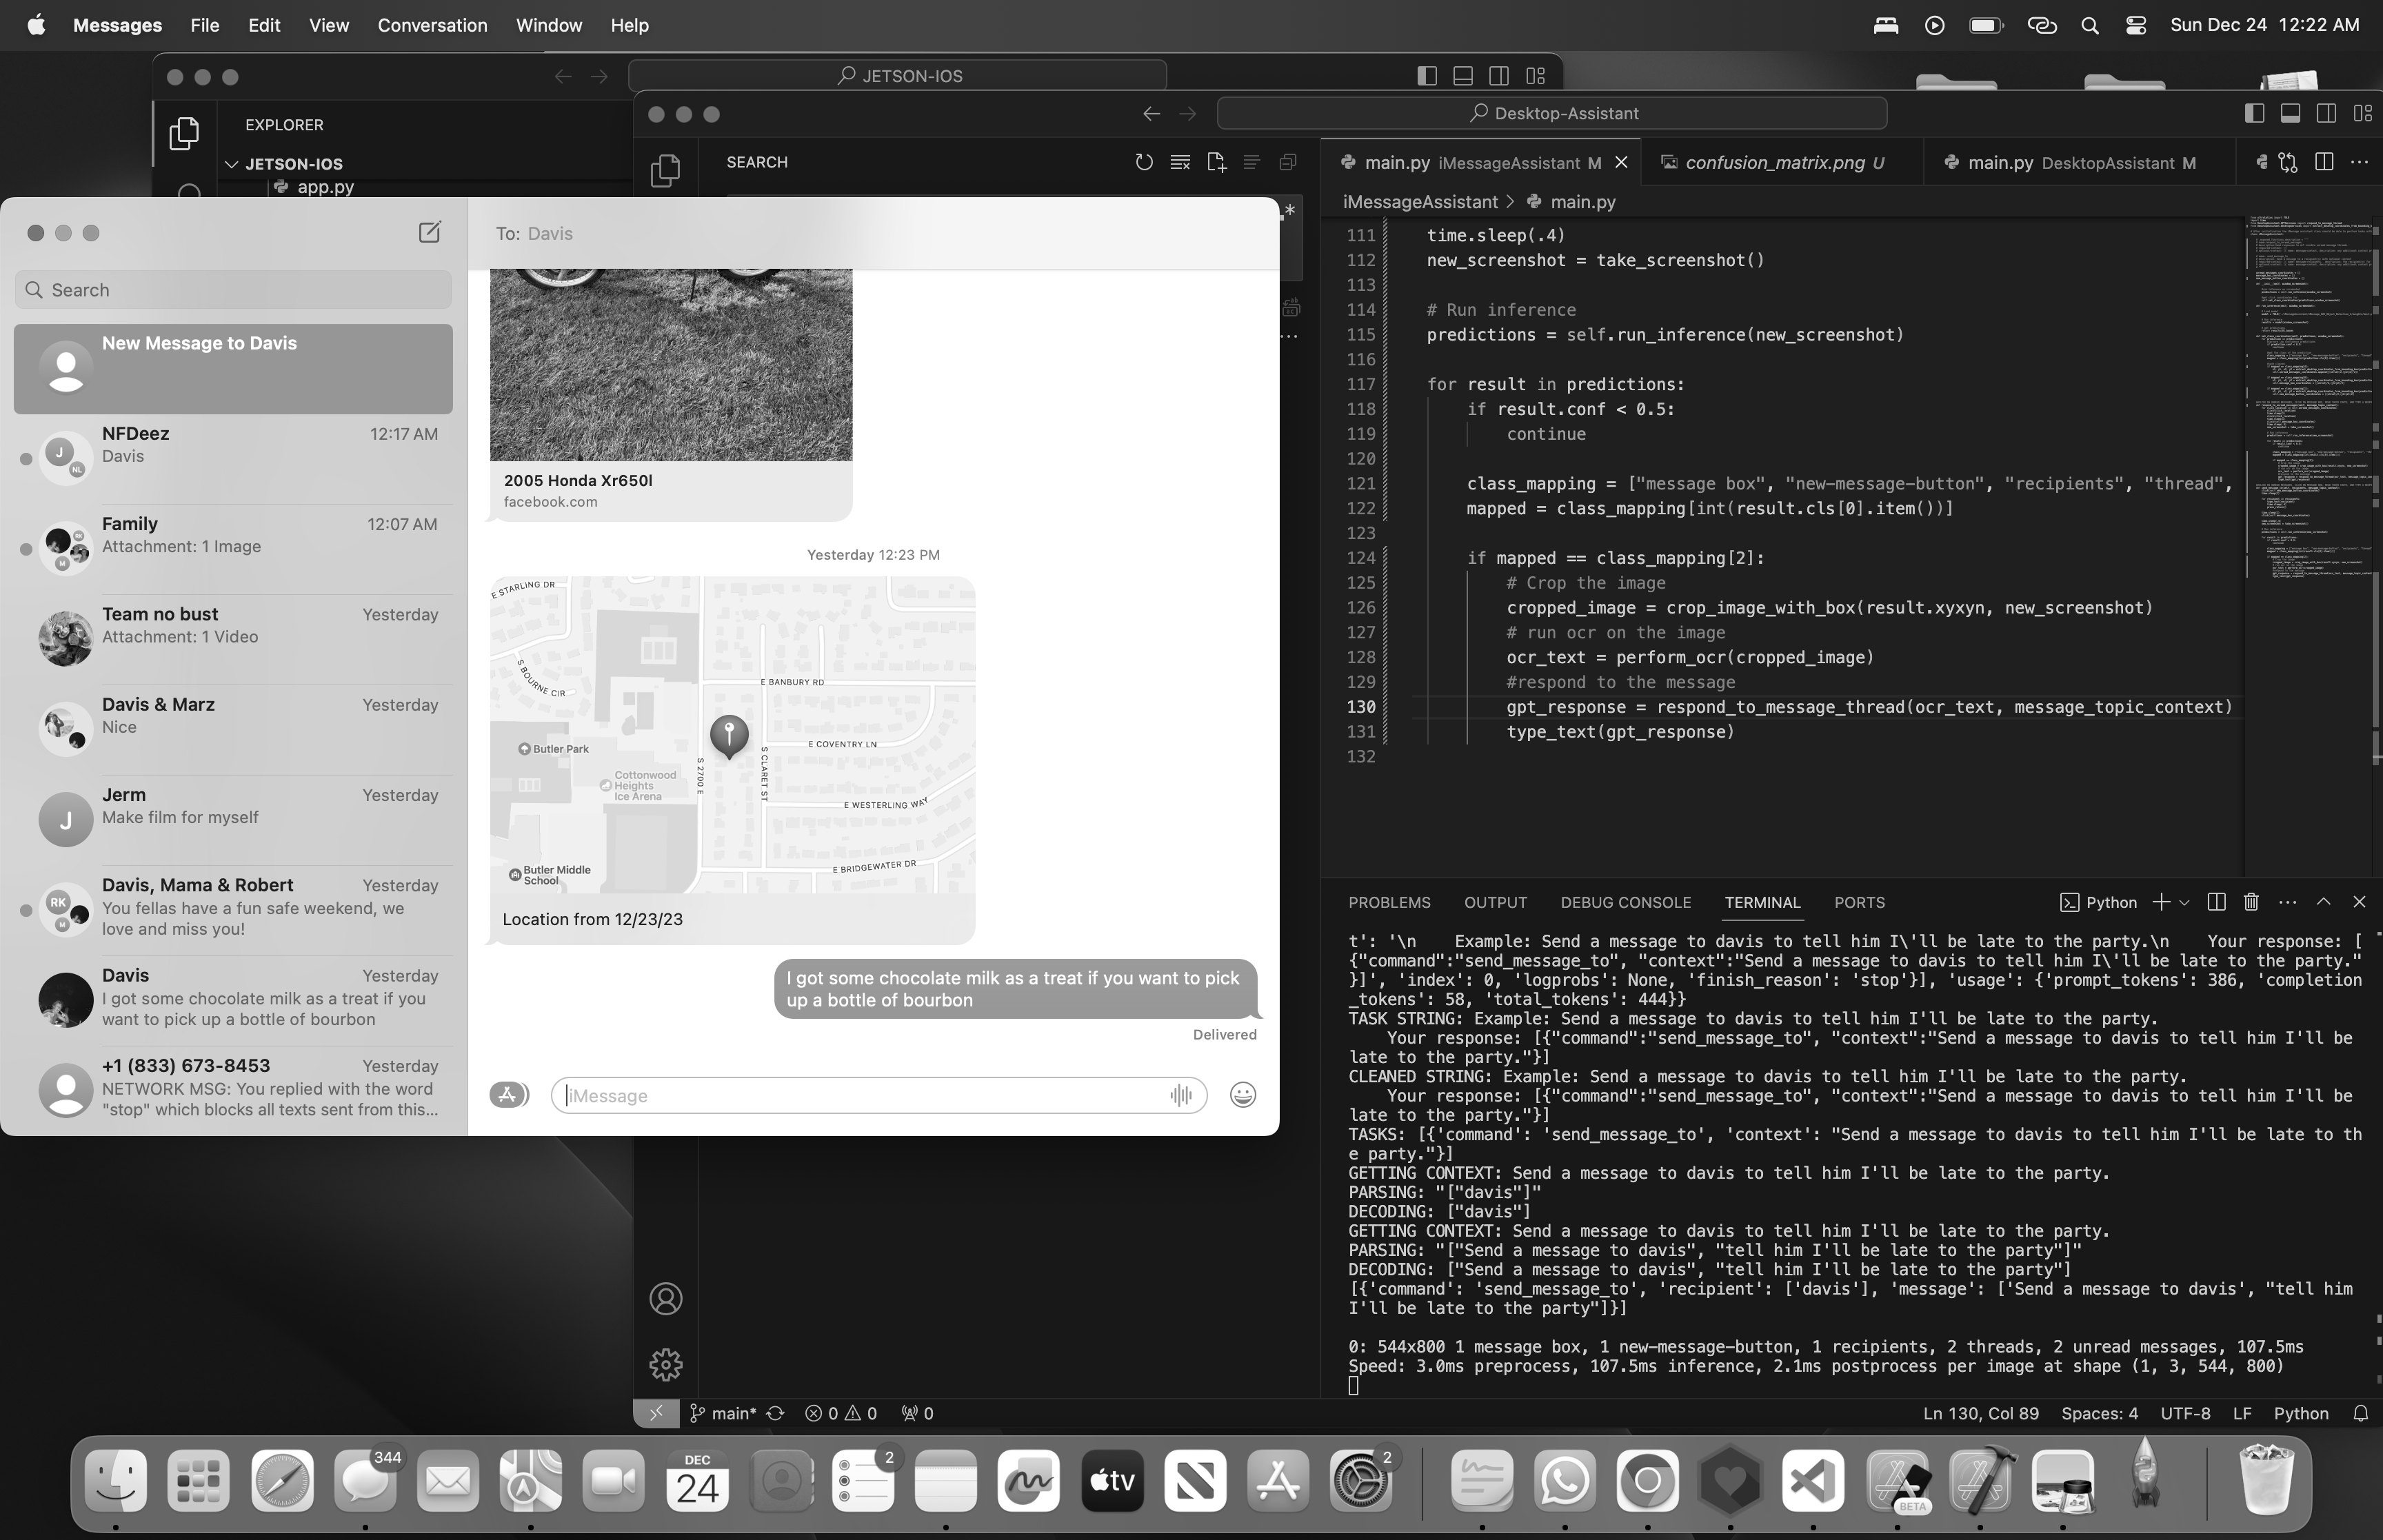 Messages File Edit View Conversation Window Help
Sun Dec 24 12:22 AM
JETSON-IOS
EXPLORER
JETSON-IOS
app.py
Desktop-Assistant
SEARCH
main.py iMessageAssistant M
confusion_matrix.png U
main.py DesktopAssistant M
iMessageAssistant > main.py
Search
New Message to Davis
NFDeez 12:17 AM
Davis
Family 12:07 AM
Attachment: 1 Image
Team no bust Yesterday
Attachment: 1 Video
Davis & Marz Yesterday
Nice
J
Jerm Yesterday
Make film for myself
RK
M
Davis, Mama & Robert Yesterday
You fellas have a fun safe weekend, we
love and miss you!
Davis Yesterday
I got some chocolate milk as a treat if you
want to pick up a bottle of bourbon
+1 (833) 673-8453 Yesterday
NETWORK MSG: You replied with the word
"stop" which blocks all texts sent from this...
To: Davis
2005 Honda Xr650l
facebook.com
Yesterday 12:23 PM
E STARLING DR
S BOURNE CIR
E BANBURY RD
Butler Park
E COVENTRY LN
Cottonwood
Heights
Ice Arena
S 2700 E
S CLARET ST
E WESTERLING WAY
Butler Middle
School
E BRIDGEWATER DR
Location from 12/23/23
I got some chocolate milk as a treat if you want to pick
up a bottle of bourbon
Delivered
iMessage
111 time.sleep(.4)
112 new_screenshot = take_screenshot()
113
114 # Run inference
115 predictions = self.run_inference(new_screenshot)
116
117 for result in predictions:
118 if result.conf < 0.5:
119 continue
120
121 class_mapping = ["message box", "new-message-button", "recipients", "thread",
122 mapped = class_mapping[int(result.cls[0].item())]
123
124 if mapped == class_mapping[2]:
125 # Crop the image
126 cropped_image = crop_image_with_box(result.xyxyn, new_screenshot)
127 # run ocr on the image
128 ocr_text = perform_ocr(cropped_image)
129 #respond to the message
130 gpt_response = respond_to_message_thread(ocr_text, message_topic_context)
131 type_text(gpt_response)
132
PROBLEMS OUTPUT DEBUG CONSOLE TERMINAL PORTS
Python
t': '\n    Example: Send a message to davis to tell him I\'ll be late to the party.\n    Your response: [
{"command":"send_message_to", "context":"Send a message to davis to tell him I\'ll be late to the party."
}]', 'index': 0, 'logprobs': None, 'finish_reason': 'stop'}], 'usage': {'prompt_tokens': 386, 'completion
_tokens': 58, 'total_tokens': 444}}
TASK STRING: Example: Send a message to davis to tell him I'll be late to the party.
Your response: [{"command":"send_message_to", "context":"Send a message to davis to tell him I'll be
late to the party."}]
CLEANED STRING: Example: Send a message to davis to tell him I'll be late to the party.
Your response: [{"command":"send_message_to", "context":"Send a message to davis to tell him I'll be
late to the party."}]
TASKS: [{'command': 'send_message_to', 'context': "Send a message to davis to tell him I'll be late to th
e party."}]
GETTING CONTEXT: Send a message to davis to tell him I'll be late to the party.
PARSING: "["davis"]"
DECODING: ["davis"]
GETTING CONTEXT: Send a message to davis to tell him I'll be late to the party.
PARSING: "["Send a message to davis", "tell him I'll be late to the party"]"
DECODING: ["Send a message to davis", "tell him I'll be late to the party"]
[{'command': 'send_message_to', 'recipient': ['davis'], 'message': ['Send a message to davis', "tell him
I'll be late to the party"]}]
0: 544x800 1 message box, 1 new-message-button, 1 recipients, 2 threads, 2 unread messages, 107.5ms
Speed: 3.0ms preprocess, 107.5ms inference, 2.1ms postprocess per image at shape (1, 3, 544, 800)
main* 0 0 0
Ln 130, Col 89 Spaces: 4 UTF-8 LF Python
344
DEC
24
2
tv
2
BETA